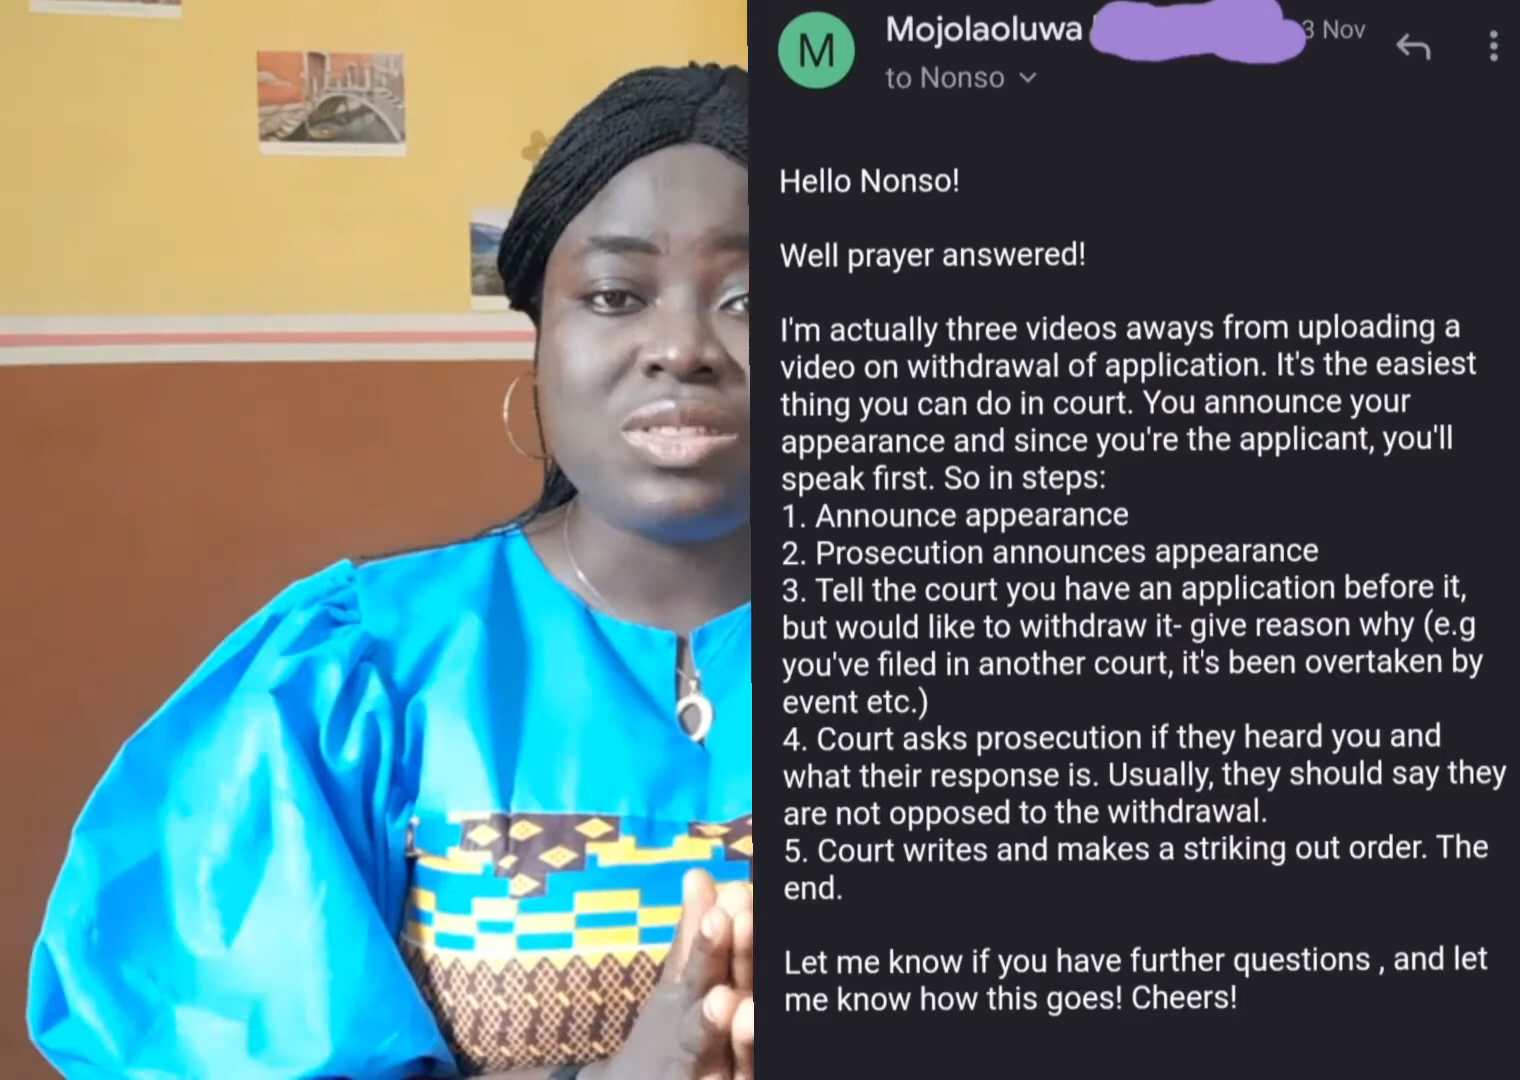 M
Mojolaoluwa
3 Nov
to Nonso
Hello Nonso!
Well prayer answered!
I'm actually three videos aways from uploading a
video on withdrawal of application. It's the easiest
thing you can do in court. You announce your
appearance and since you're the applicant, you'll
speak first. So in steps:
1. Announce appearance
2. Prosecution announces appearance
3. Tell the court you have an application before it,
but would like to withdraw it- give reason why (e.g
you've filed in another court, it's been overtaken by
event etc.)
4. Court asks prosecution if they heard you and
what their response is. Usually, they should say they
are not opposed to the withdrawal.
5. Court writes and makes a striking out order. The
end.
Let me know if you have further questions , and let
me know how this goes! Cheers!